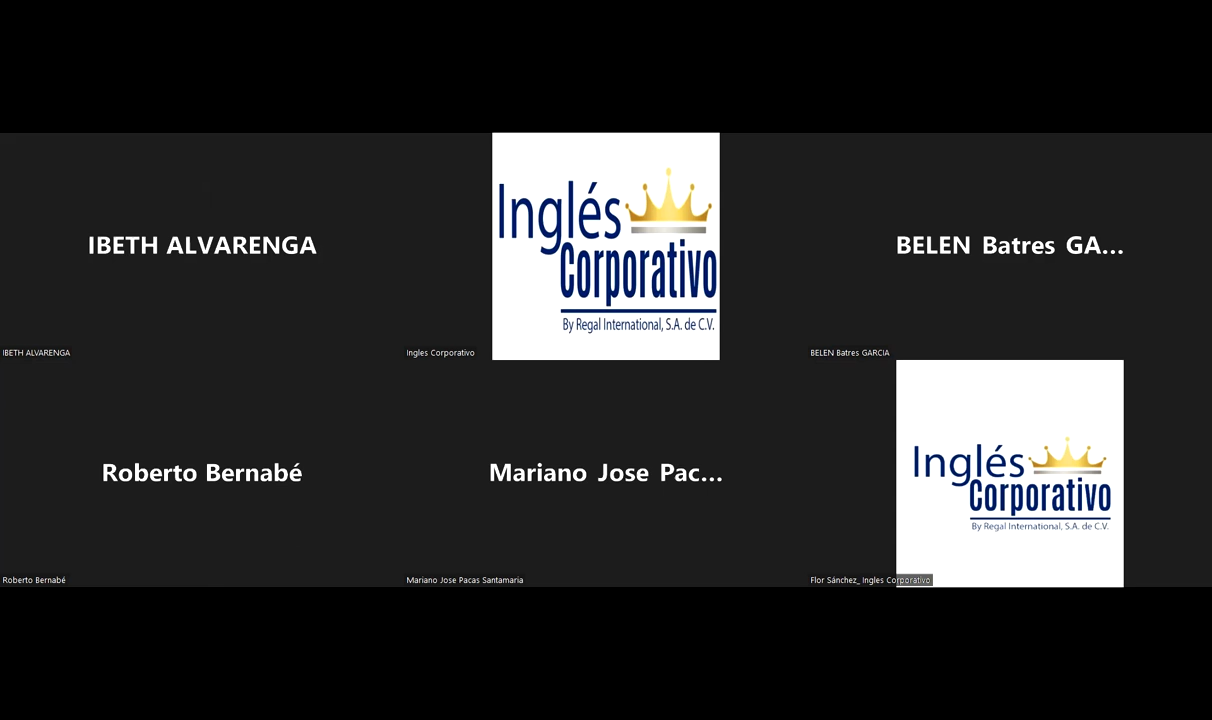 IBETH ALVARENGA
IBETH ALVARENGA
Inglés
Corporativo
By Regal International, S.A. de C.V.
Ingles Corporativo
BELEN Batres GA...
BELEN Batres GARCIA
Roberto Bernabé
Roberto Bernabé
Mariano Jose Pac...
Mariano Jose Pacas Santamaria
Inglés
Corporativo
By Regal International, S.A. de C.V.
Flor Sánchez_ Ingles Corporativo